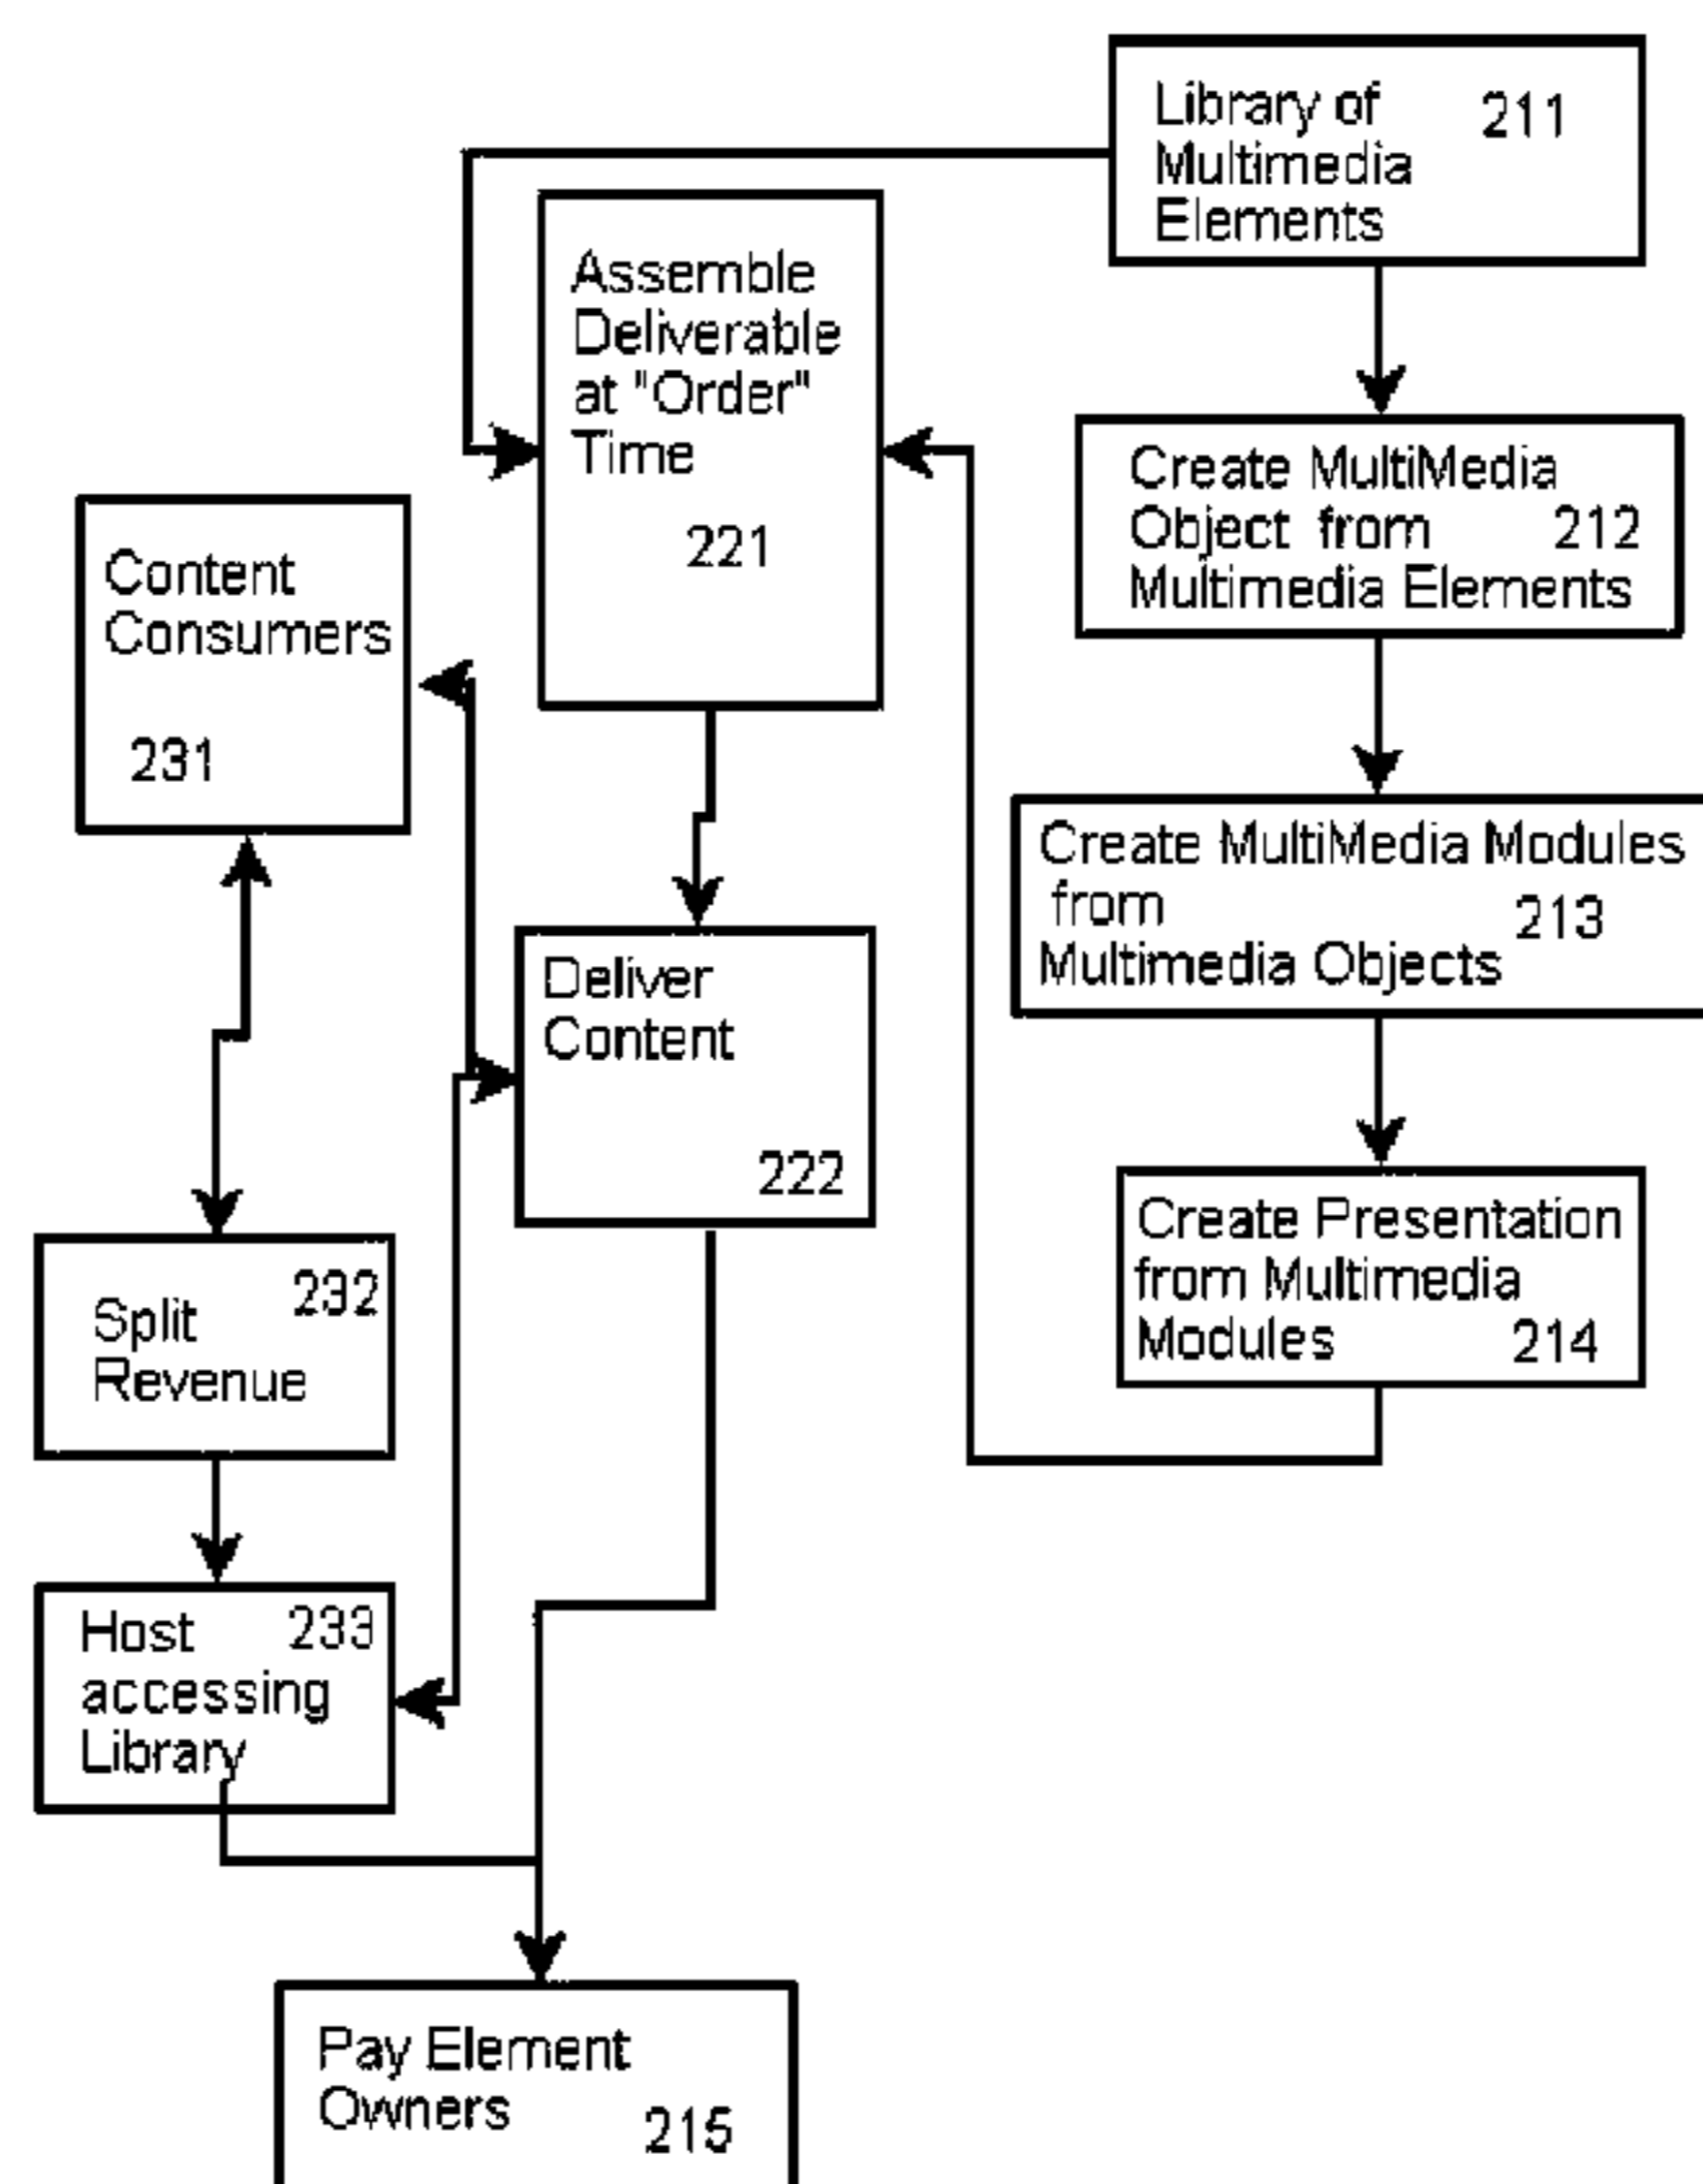 Library of 211
Multimedia
Elements
Assemble
Deliverable
at "Order"
Time
221
Create MultiMedia
Object from 212
Multimedia Elements
Content
Consumers
231
Create MultiMedia Modules
from 213
Multimedia Objects
Deliver
Content
222
Create Presentation
from Multimedia
Modules 214
232
Split
Revenue
Host 233
accessing
Library
Pay Element
Owners 215